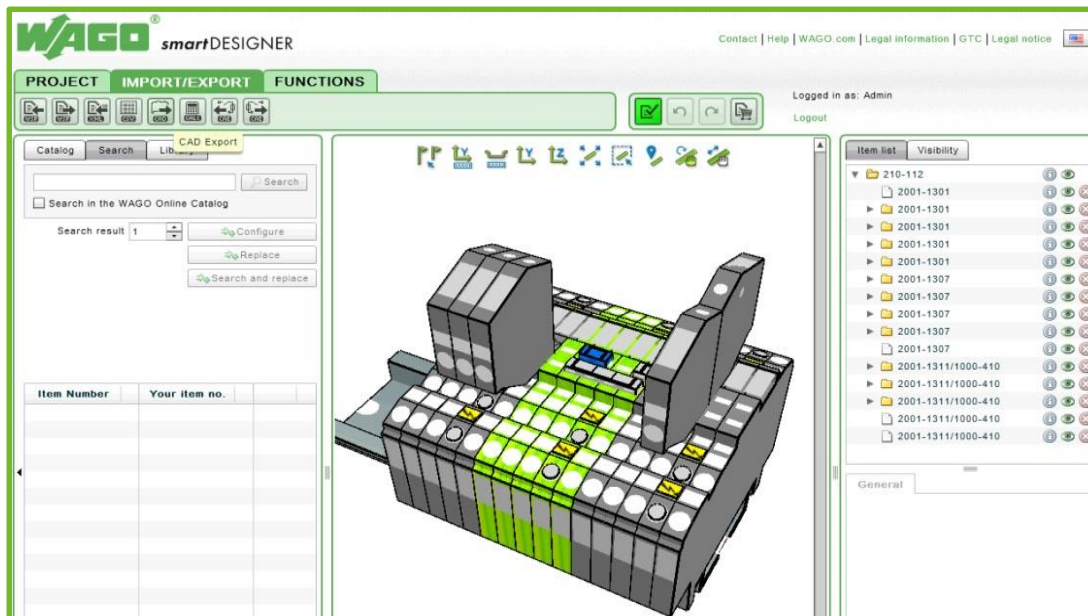 WAGO® smartDESIGNER
Contact | Help | WAGO.com | Legal information | GTC | Legal notice
PROJECT IMPORT/EXPORT FUNCTIONS
Logged in as: Admin
Logout
CAD Export
Catalog Search
Search
Search in the WAGO Online Catalog
Search result 1 Configure
Replace
Search and replace
Item Number Your item no.
Item list Visibility
210-112
2001-1301
2001-1301
2001-1301
2001-1301
2001-1301
2001-1307
2001-1307
2001-1307
2001-1307
2001-1307
2001-1311/1000-410
2001-1311/1000-410
2001-1311/1000-410
2001-1311/1000-410
2001-1311/1000-410
General